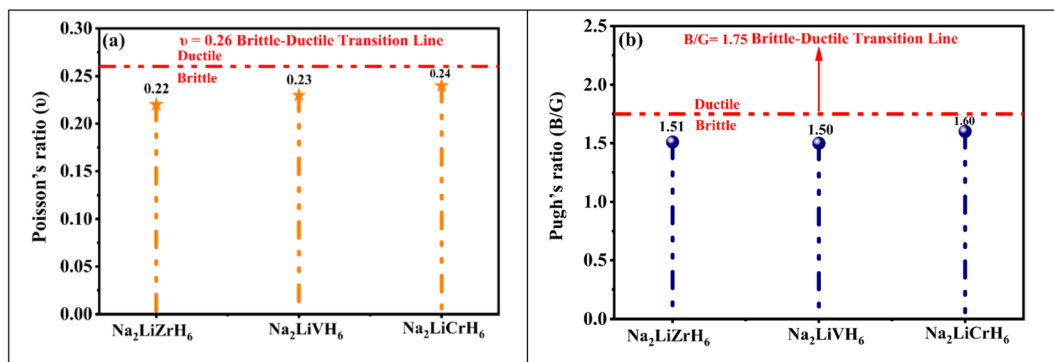 (a)
υ = 0.26 Brittle-Ductile Transition Line
Ductile
Brittle
0.22
0.23
0.24
Poisson's ratio (υ)
0.30
0.25
0.20
0.15
0.10
0.05
0.00
Na₂LiZrH₆
Na₂LiVH₆
Na₂LiCrH₆
(b)
B/G= 1.75 Brittle-Ductile Transition Line
Ductile
Brittle
1.51
1.50
1.60
Pugh's ratio (B/G)
2.5
2.0
1.5
1.0
0.5
0.0
Na₂LiZrH₆
Na₂LiVH₆
Na₂LiCrH₆